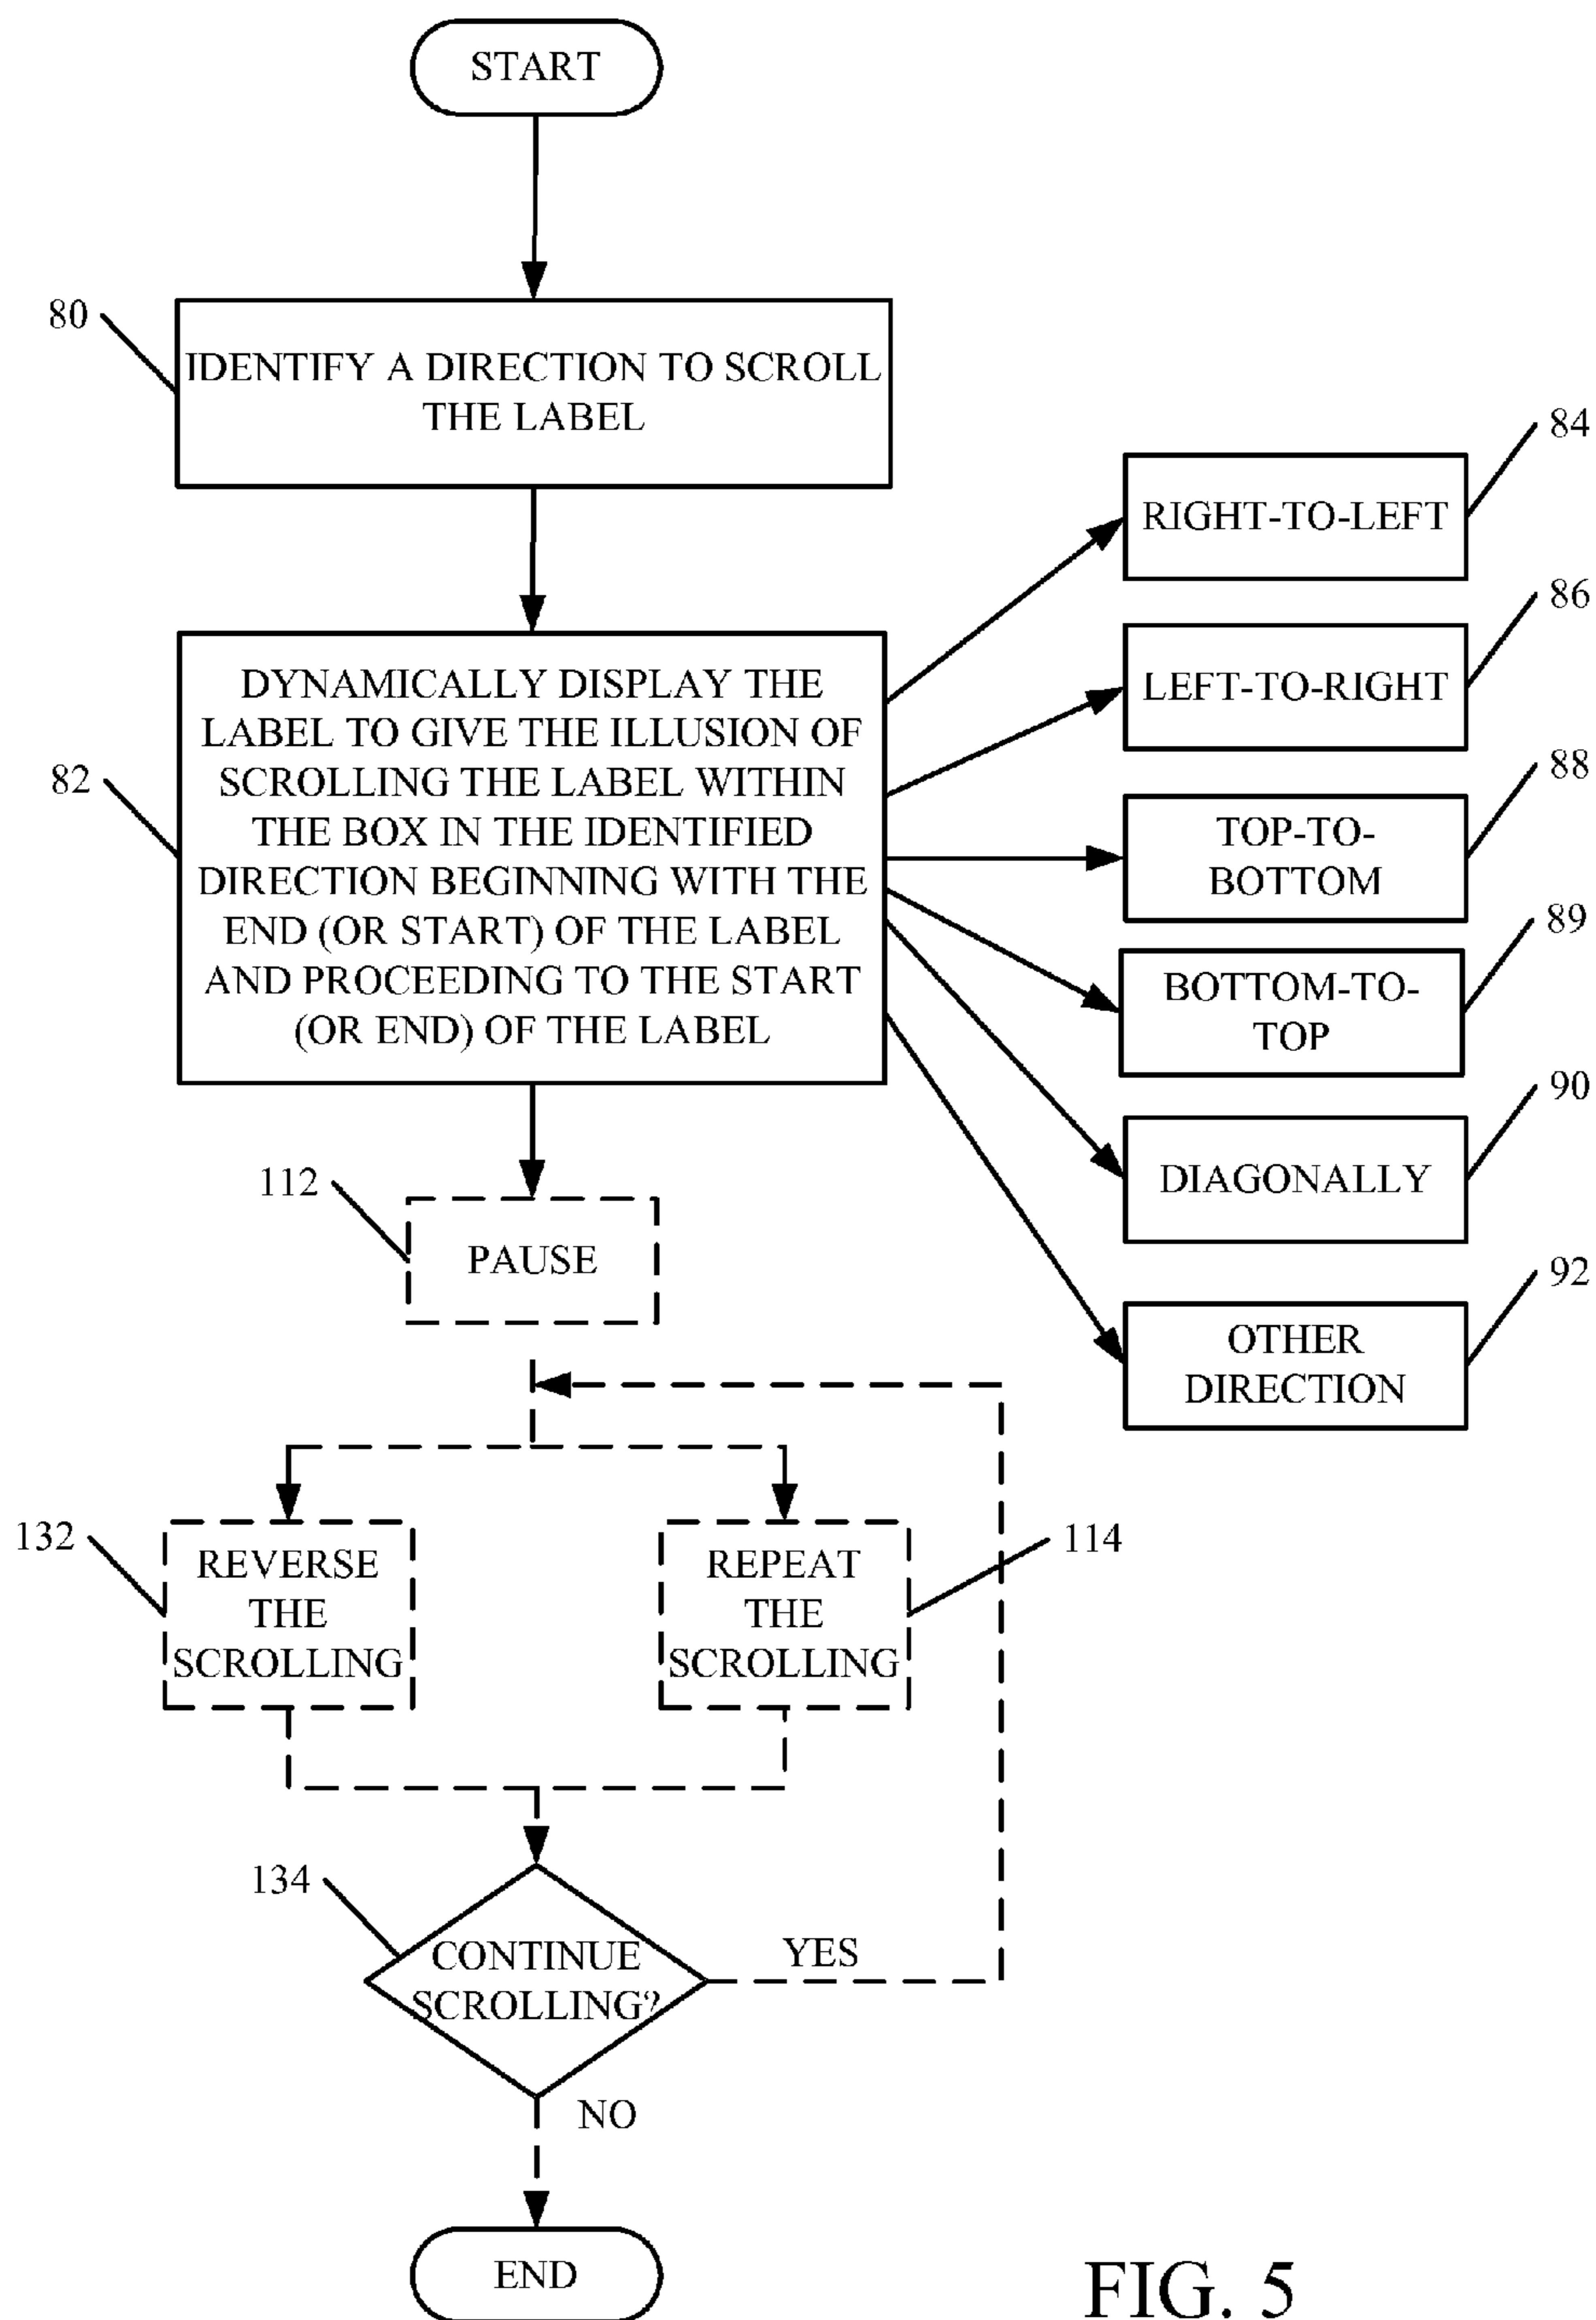 START
80
IDENTIFY A DIRECTION TO SCROLL
THE LABEL
82
DYNAMICALLY DISPLAY THE
LABEL TO GIVE THE ILLUSION OF
SCROLLING THE LABEL WITHIN
THE BOX IN THE IDENTIFIED
DIRECTION BEGINNING WITH THE
END (OR START) OF THE LABEL
AND PROCEEDING TO THE START
(OR END) OF THE LABEL
84
RIGHT-TO-LEFT
86
LEFT-TO-RIGHT
88
TOP-TO-
BOTTOM
89
BOTTOM-TO-
TOP
90
DIAGONALLY
92
OTHER
DIRECTION
112
PAUSE
132
REVERSE
THE
SCROLLING
REPEAT
THE
SCROLLING
114
134
CONTINUE
SCROLLING?
YES
NO
END
FIG. 5